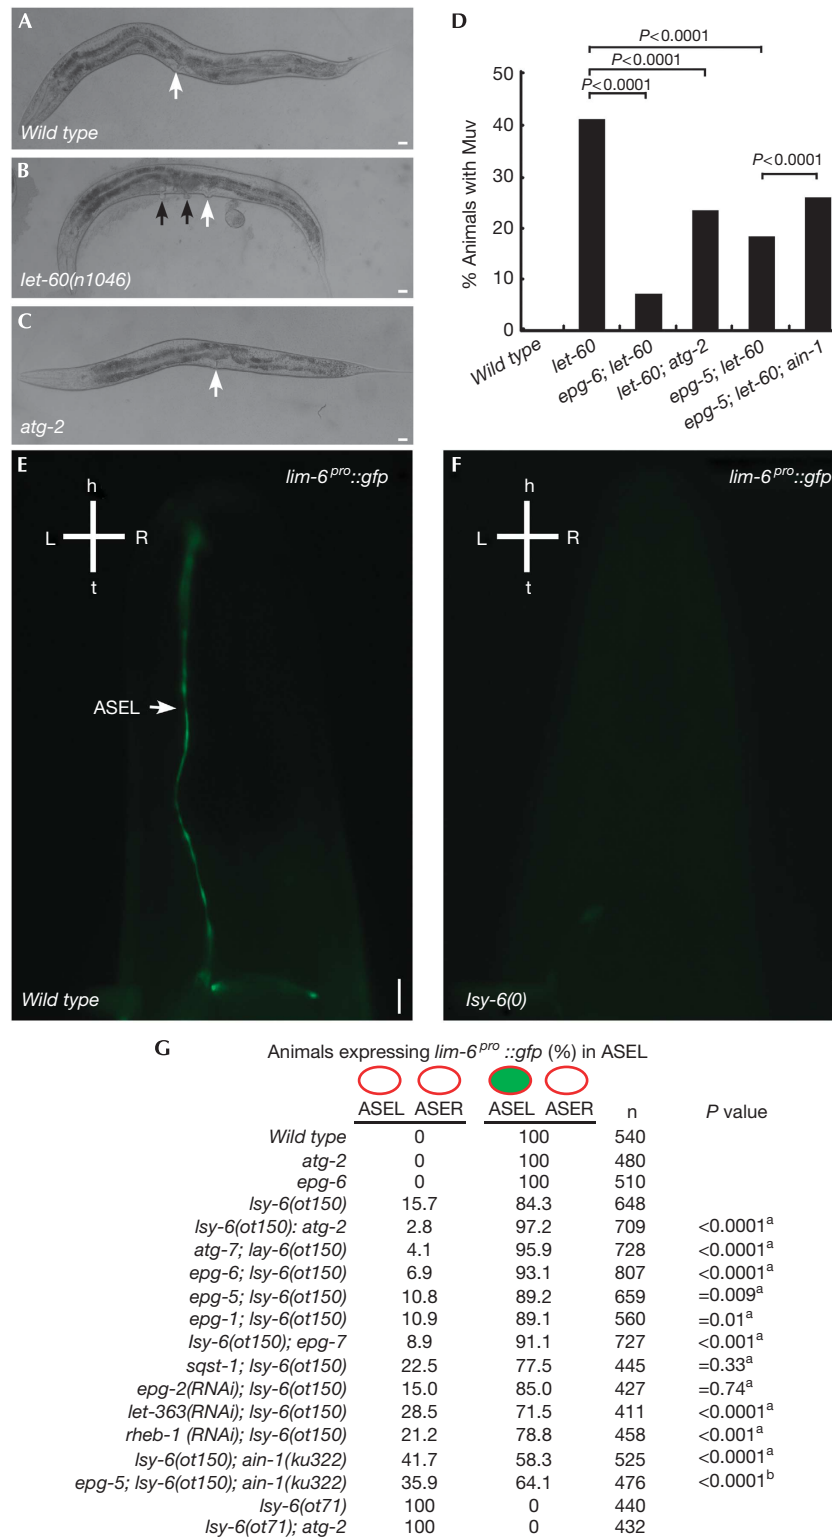 A
Wild type
B
let-60(n1046)
C
atg-2
D
P<0.0001
P<0.0001
P<0.0001
P<0.0001
% Animals with Muv
50
40
30
20
10
0
Wild type
let-60
epg-6; let-60
let-60; atg-2
epg-5; let-60
epg-5; let-60; ain-1
E
lim-6pro::gfp
h
L R
t
ASEL
Wild type
F
lim-6pro::gfp
h
L R
t
lsy-6(0)
G
Animals expressing lim-6pro ::gfp (%) in ASEL
ASEL ASER ASEL ASER n P value
Wild type 0 100 540
atg-2 0 100 480
epg-6 0 100 510
lsy-6(ot150) 15.7 84.3 648
lsy-6(ot150): atg-2 2.8 97.2 709 <0.0001a
atg-7; lay-6(ot150) 4.1 95.9 728 <0.0001a
epg-6; lsy-6(ot150) 6.9 93.1 807 <0.0001a
epg-5; lsy-6(ot150) 10.8 89.2 659 =0.009a
epg-1; lsy-6(ot150) 10.9 89.1 560 =0.01a
lsy-6(ot150); epg-7 8.9 91.1 727 <0.001a
sqst-1; lsy-6(ot150) 22.5 77.5 445 =0.33a
epg-2(RNAi); lsy-6(ot150) 15.0 85.0 427 =0.74a
let-363(RNAi); lsy-6(ot150) 28.5 71.5 411 <0.0001a
rheb-1 (RNAi); lsy-6(ot150) 21.2 78.8 458 <0.001a
lsy-6(ot150); ain-1(ku322) 41.7 58.3 525 <0.0001a
epg-5; lsy-6(ot150); ain-1(ku322) 35.9 64.1 476 <0.0001b
lsy-6(ot71) 100 0 440
lsy-6(ot71); atg-2 100 0 432